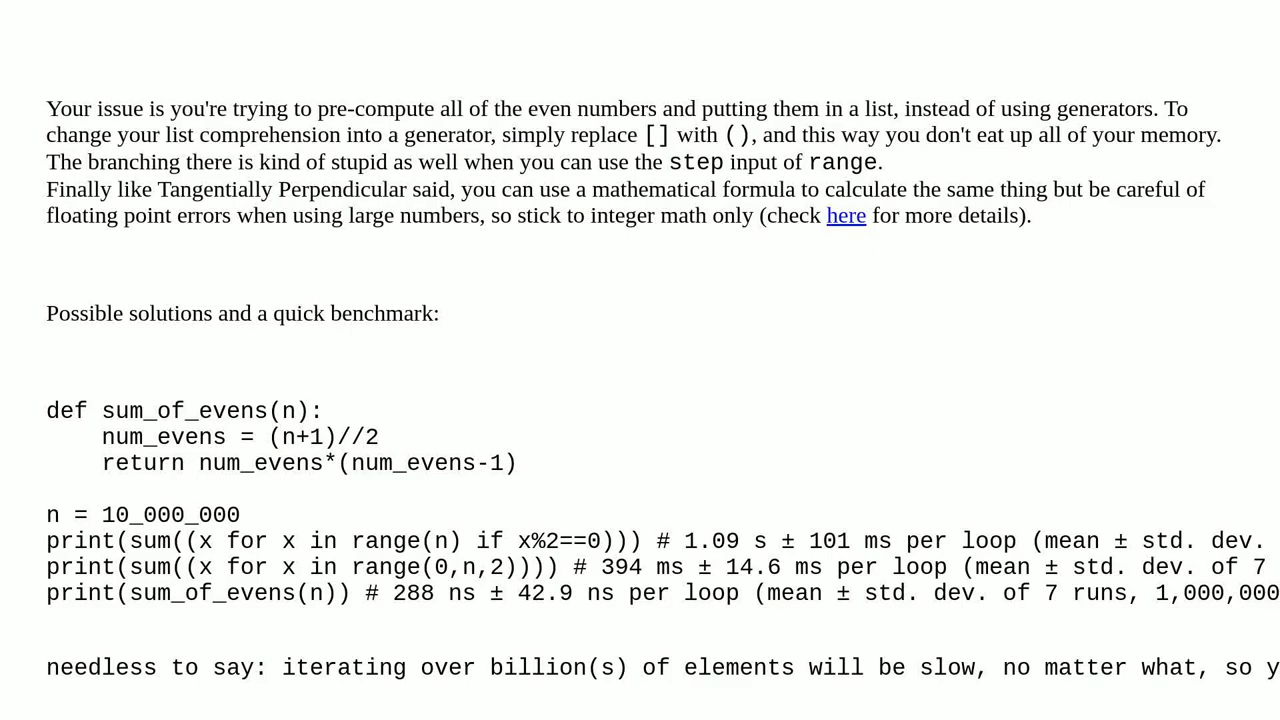 Your issue is you're trying to pre-compute all of the even numbers and putting them in a list, instead of using generators. To
change your list comprehension into a generator, simply replace [] with (), and this way you don't eat up all of your memory.
The branching there is kind of stupid as well when you can use the step input of range.
Finally like Tangentially Perpendicular said, you can use a mathematical formula to calculate the same thing but be careful of
floating point errors when using large numbers, so stick to integer math only (check here for more details).
Possible solutions and a quick benchmark:
def sum_of_evens(n):
    num_evens = (n+1)//2
    return num_evens*(num_evens-1)
n = 10_000_000
print(sum((x for x in range(n) if x%2==0))) # 1.09 s ± 101 ms per loop (mean ± std. dev.
print(sum((x for x in range(0,n,2)))) # 394 ms ± 14.6 ms per loop (mean ± std. dev. of 7
print(sum_of_evens(n)) # 288 ns ± 42.9 ns per loop (mean ± std. dev. of 7 runs, 1,000,000
needless to say: iterating over billion(s) of elements will be slow, no matter what, so y